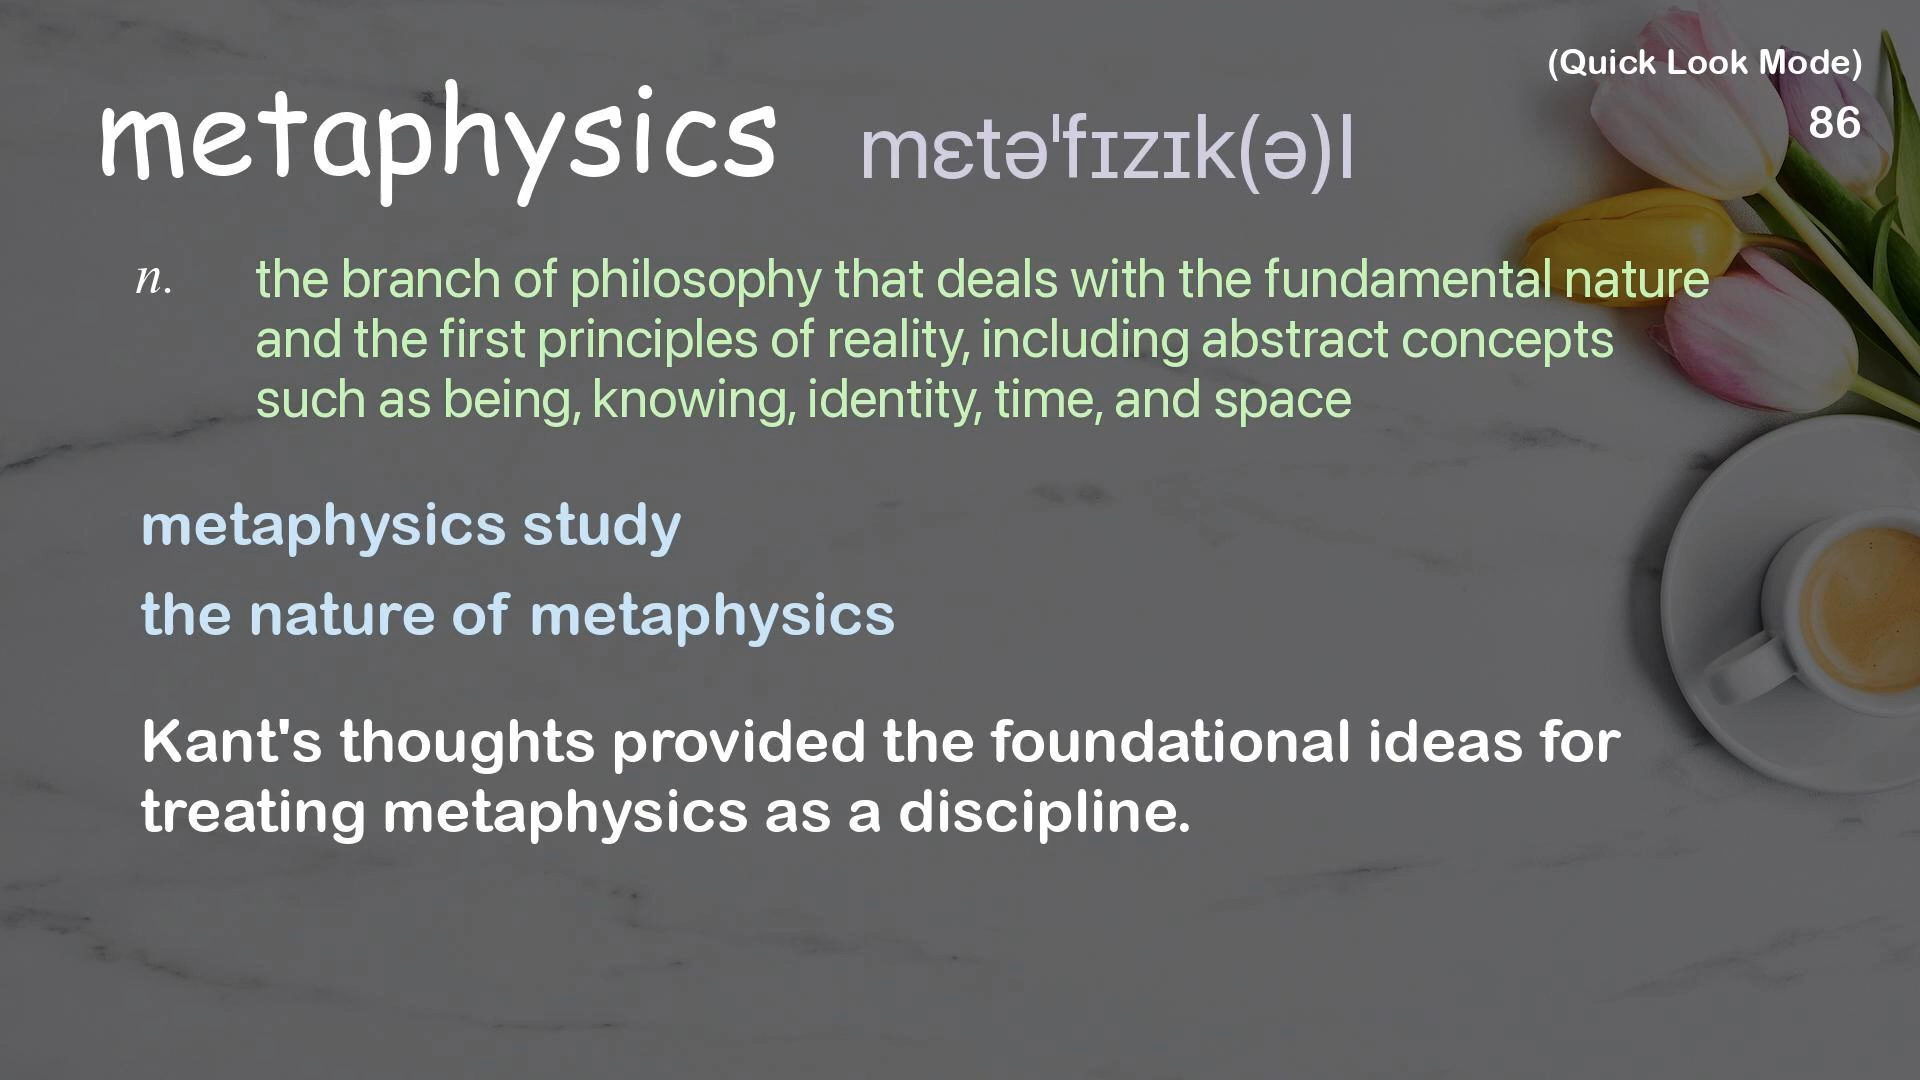 (Quick Look Mode)
metaphysics mɛtəˈfɪzɪk(ə)l
86
n. the branch of philosophy that deals with the fundamental nature
and the first principles of reality, including abstract concepts
such as being, knowing, identity, time, and space
metaphysics study
the nature of metaphysics
Kant's thoughts provided the foundational ideas for
treating metaphysics as a discipline.